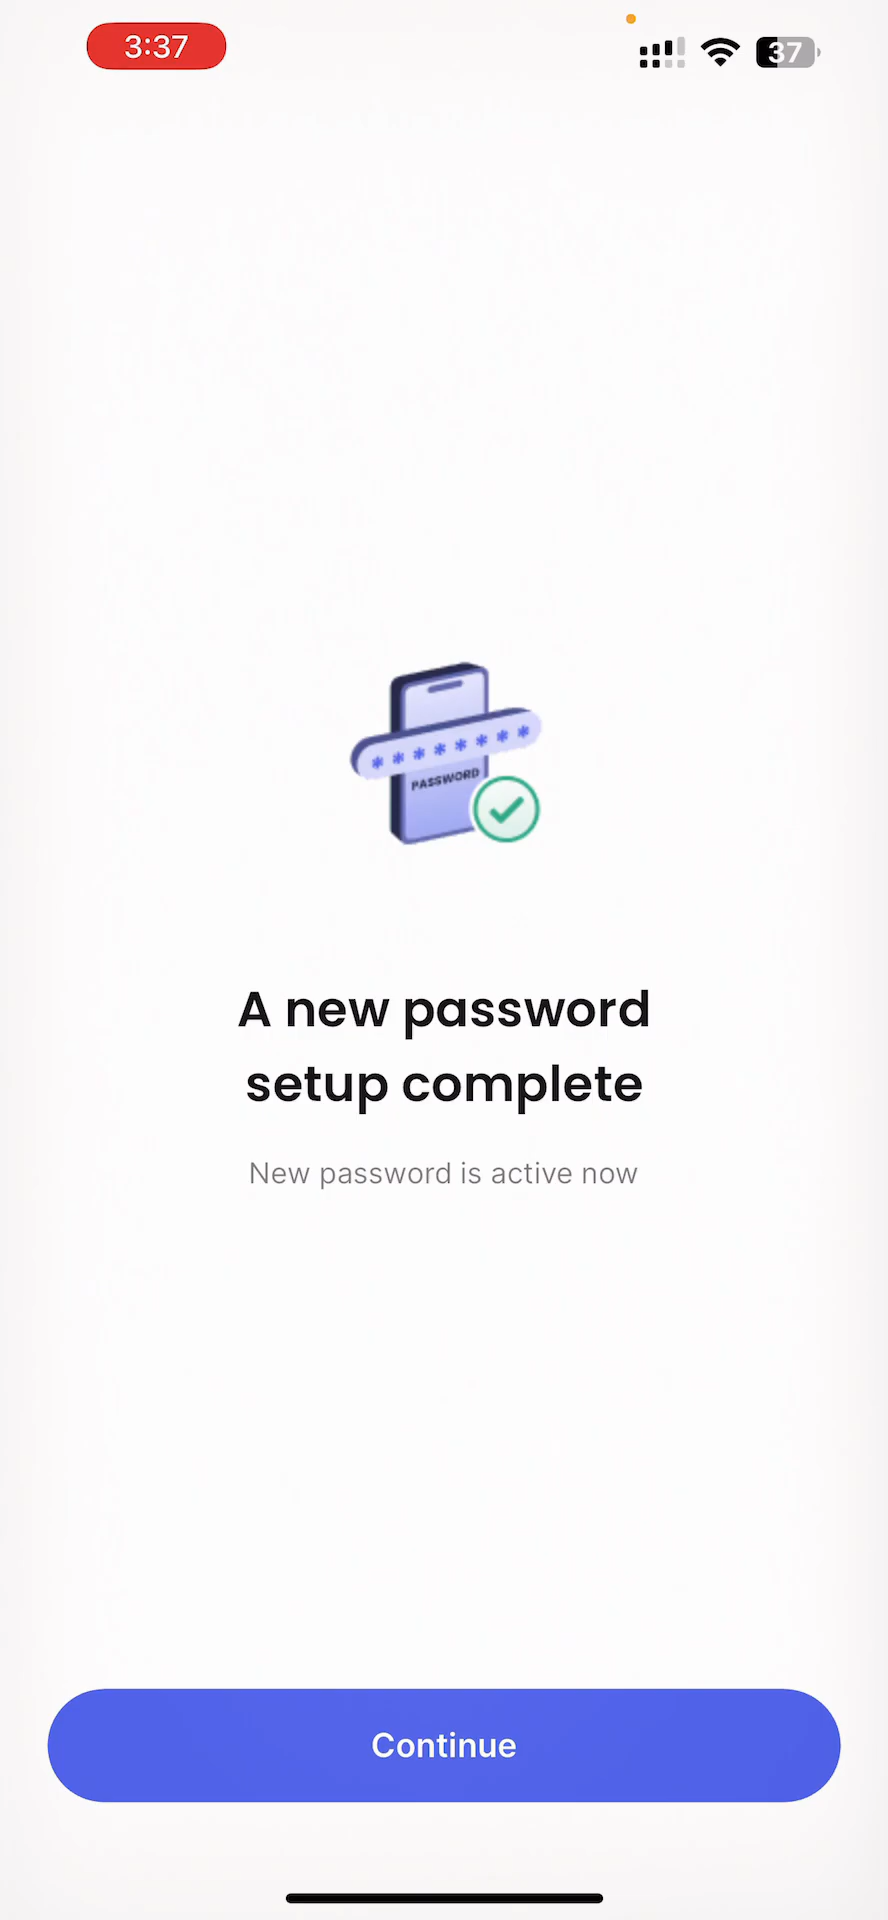 3:37
37
* * * * * * * *
PASSWORD
A new password
setup complete
New password is active now
Continue